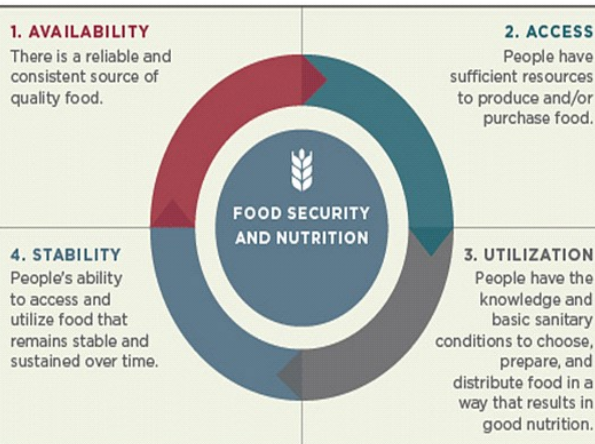 1. AVAILABILITY
There is a reliable and
consistent source of
quality food.
2. ACCESS
People have
sufficient resources
to produce and/or
purchase food.
FOOD SECURITY
AND NUTRITION
4. STABILITY
People's ability
to access and
utilize food that
remains stable and
sustained over time.
3. UTILIZATION
People have the
knowledge and
basic sanitary
conditions to choose,
prepare, and
distribute food in a
way that results in
good nutrition.